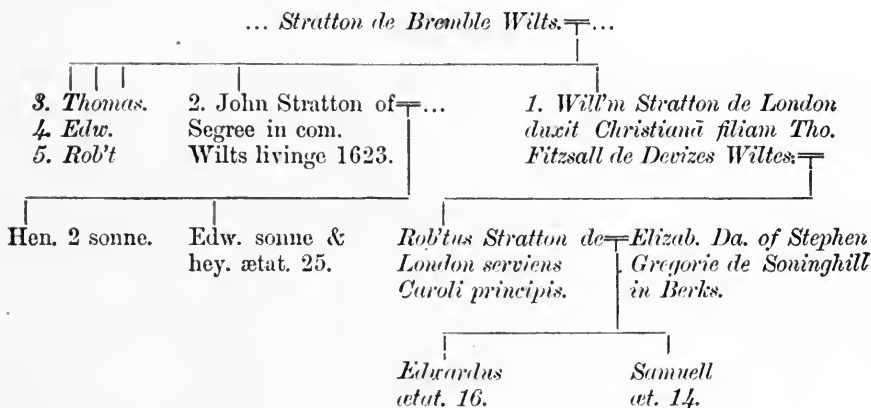 ... Stratton de Bremble Wilts. ...
3. Thomas.
4. Edw.
5. Rob't
2. John Stratton of ...
Segree in com.
Wilts livinge 1623.
1. Will'm Stratton de London
duxit Christianā filiam Tho.
Fitzsall de Devizes Wiltes.
Hen. 2 sonne.
Edw. sonne &
hey. ætat. 25.
Rob'tus Stratton de
London serviens
Caroli principis.
Elizab. Da. of Stephen
Gregorie de Soninghill
in Berks.
Edwardus
ætat. 16.
Samuell
æt. 14.